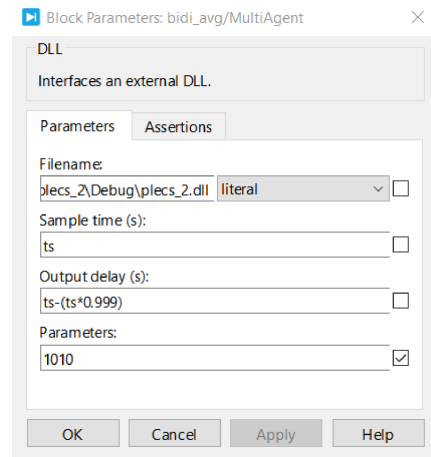 Block Parameters: bidi_avg/MultiAgent
DLL
Interfaces an external DLL.
Parameters Assertions
Filename:
plecs_2\Debug\plecs_2.dll literal
Sample time (s):
ts
Output delay (s):
ts-(ts*0.999)
Parameters:
1010
OK Cancel Apply Help